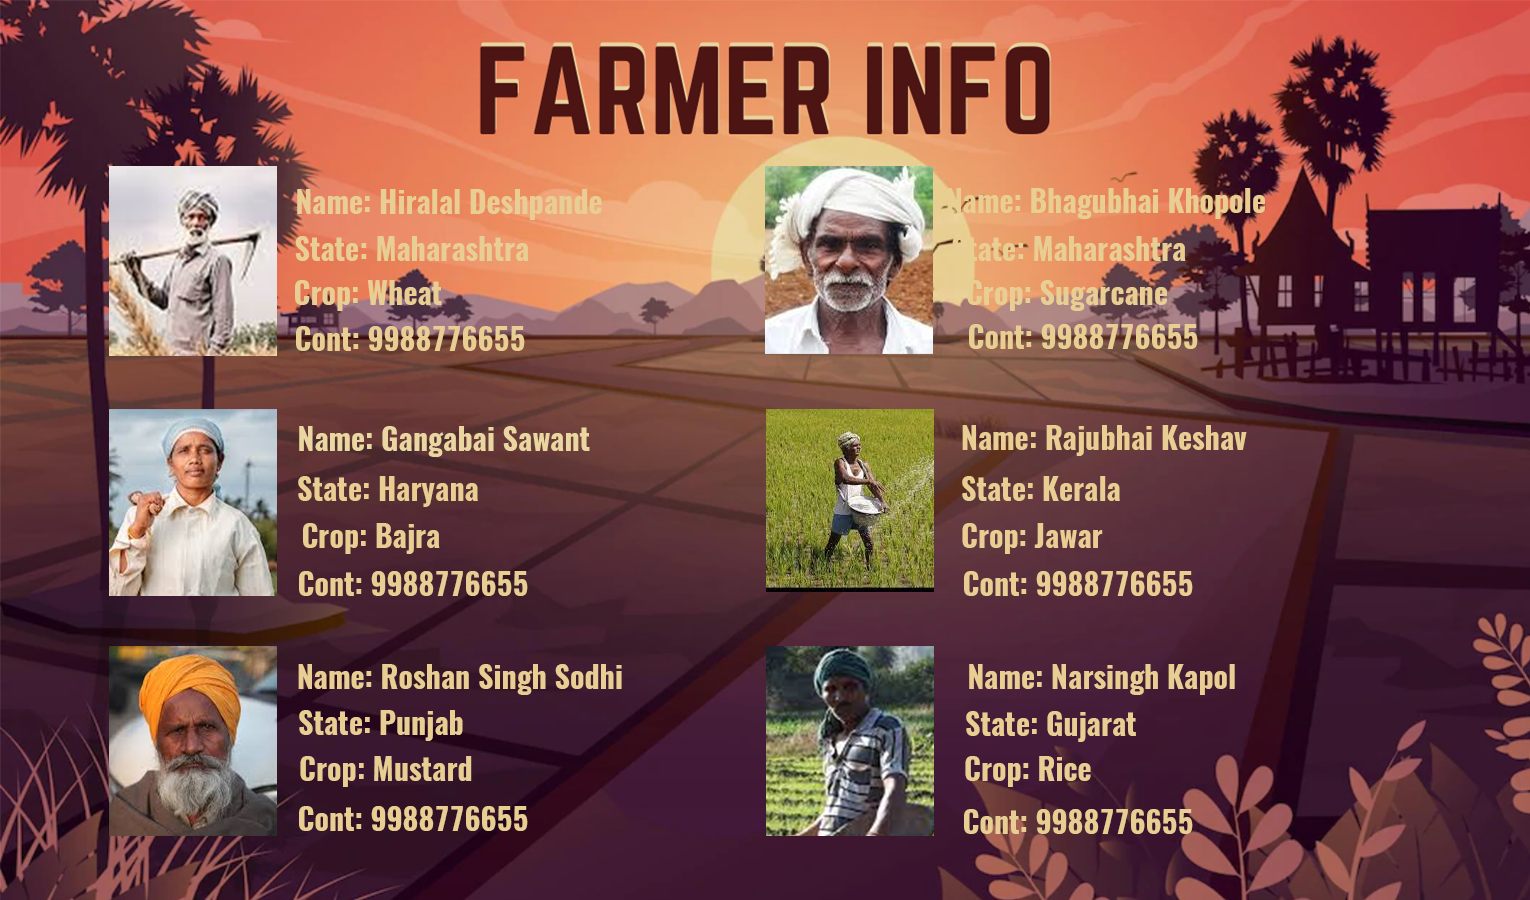 FARMER INFO
Name: Hiralal Deshpande
State: Maharashtra
Crop: Wheat
Cont: 9988776655
Name: Bhagubhai Khopole
State: Maharashtra
Crop: Sugarcane
Cont: 9988776655
Name: Gangabai Sawant
State: Haryana
Crop: Bajra
Cont: 9988776655
Name: Rajubhai Keshav
State: Kerala
Crop: Jawar
Cont: 9988776655
Name: Roshan Singh Sodhi
State: Punjab
Crop: Mustard
Cont: 9988776655
Name: Narsingh Kapol
State: Gujarat
Crop: Rice
Cont: 9988776655